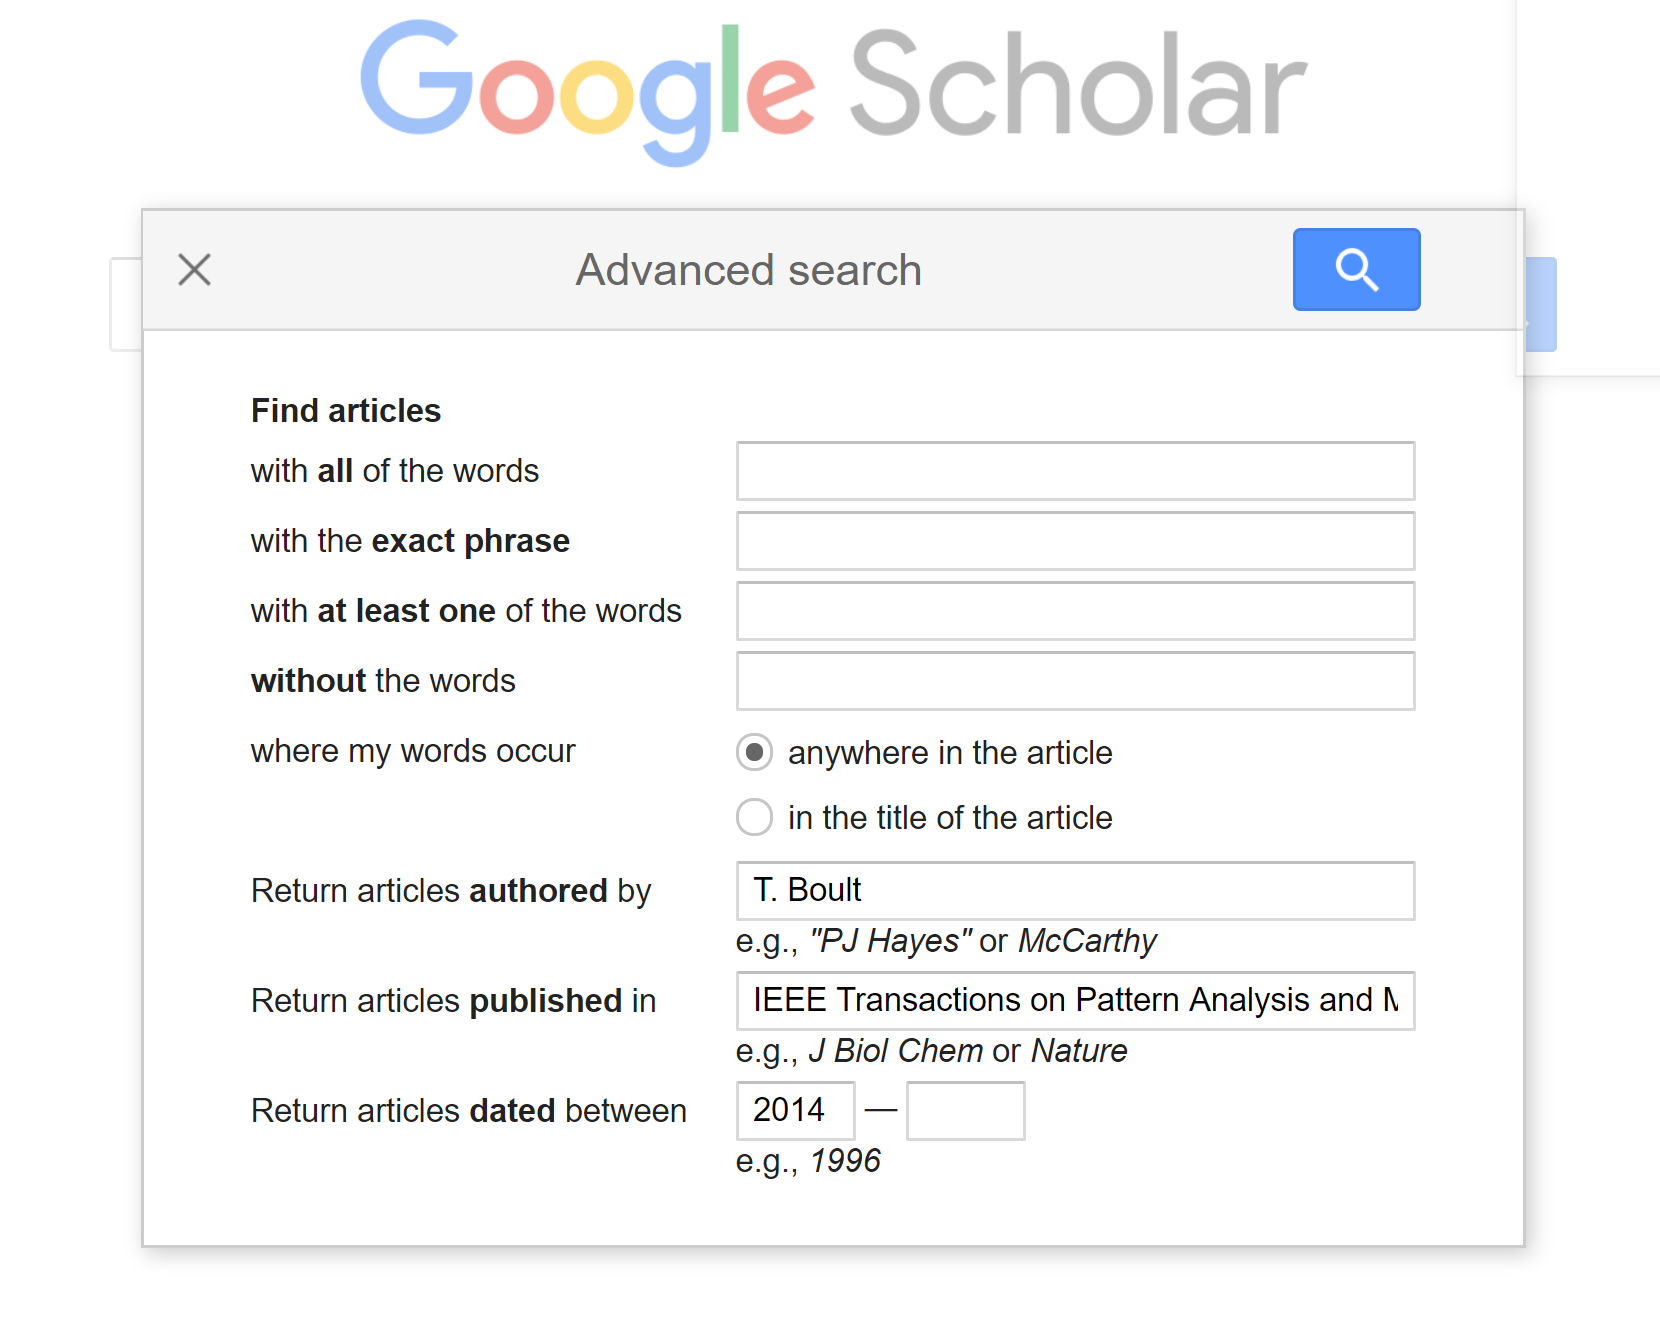 Google Scholar
Advanced search
Find articles
with all of the words
with the exact phrase
with at least one of the words
without the words
where my words occur
anywhere in the article
in the title of the article
Return articles authored by
T. Boult
e.g., "PJ Hayes" or McCarthy
Return articles published in
IEEE Transactions on Pattern Analysis and
e.g., J Biol Chem or Nature
Return articles dated between
2014 —
e.g., 1996